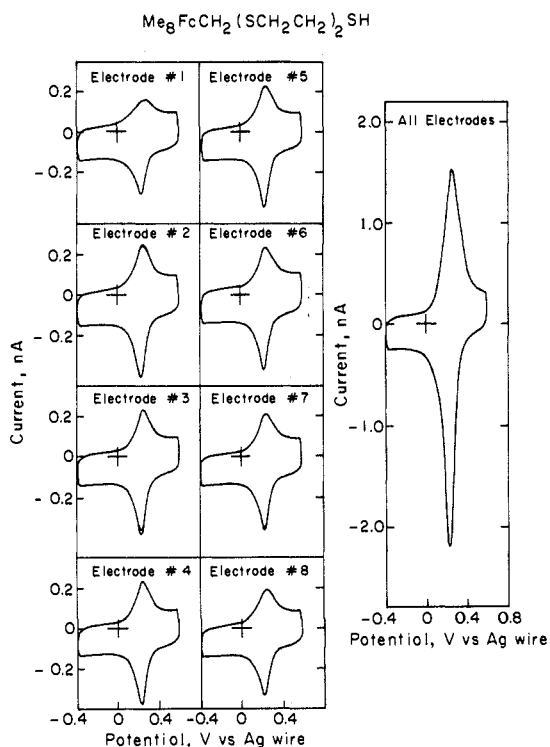 Me8FcCH2(SCH2CH2)2SH
Electrode #1
Electrode #5
0.2
0
-0.2
Electrode #2
Electrode #6
0.2
0
-0.2
Electrode #3
Electrode #7
0.2
0
-0.2
Electrode #4
Electrode #8
0.2
0
-0.2
-0.4 0 0.4 -0.4 0 0.4
Current, nA
Potential, V vs Ag wire
All Electrodes
2.0
1.0
0
-1.0
-2.0
0 0.4 0.8
-0.4
Current, nA
Potential, V vs Ag wire